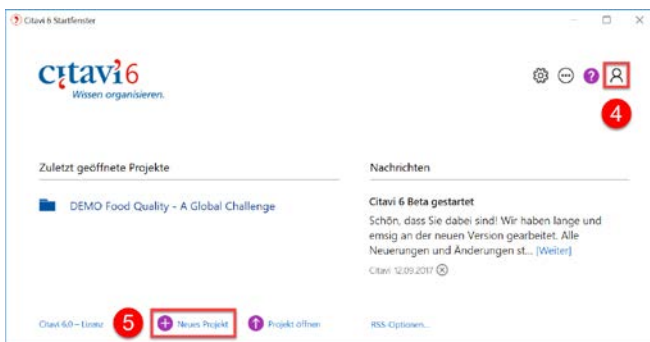 Citavi 6 Startfenster
citavi 6
Wissen organisieren.
?
4
Zuletzt geöffnete Projekte
DEMO Food Quality - A Global Challenge
Nachrichten
Citavi 6 Beta gestartet
Schön, dass Sie dabei sind! Wir haben lange und
emsig an der neuen Version gearbeitet. Alle
Neuerungen und Änderungen st... [Weiter]
Citavi 12.09.2017
Citavi 6.0 – Lizenz
5
Neues Projekt
Projekt öffnen
RSS-Optionen...